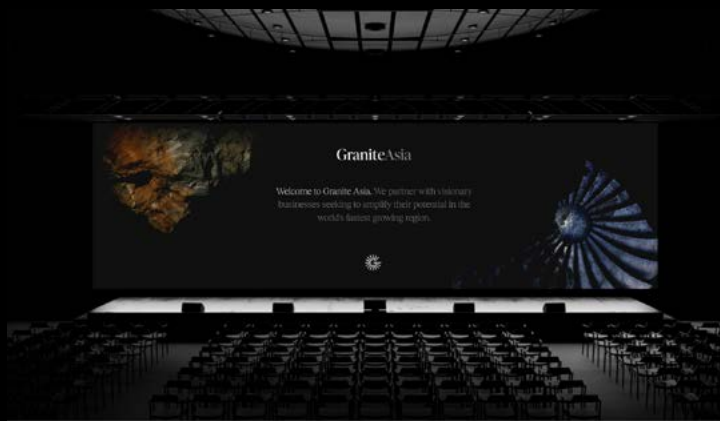 GraniteAsia
Welcome to Granite Asia. We partner with visionary
businesses seeking to amplify their potential in the
world's fastest growing region.